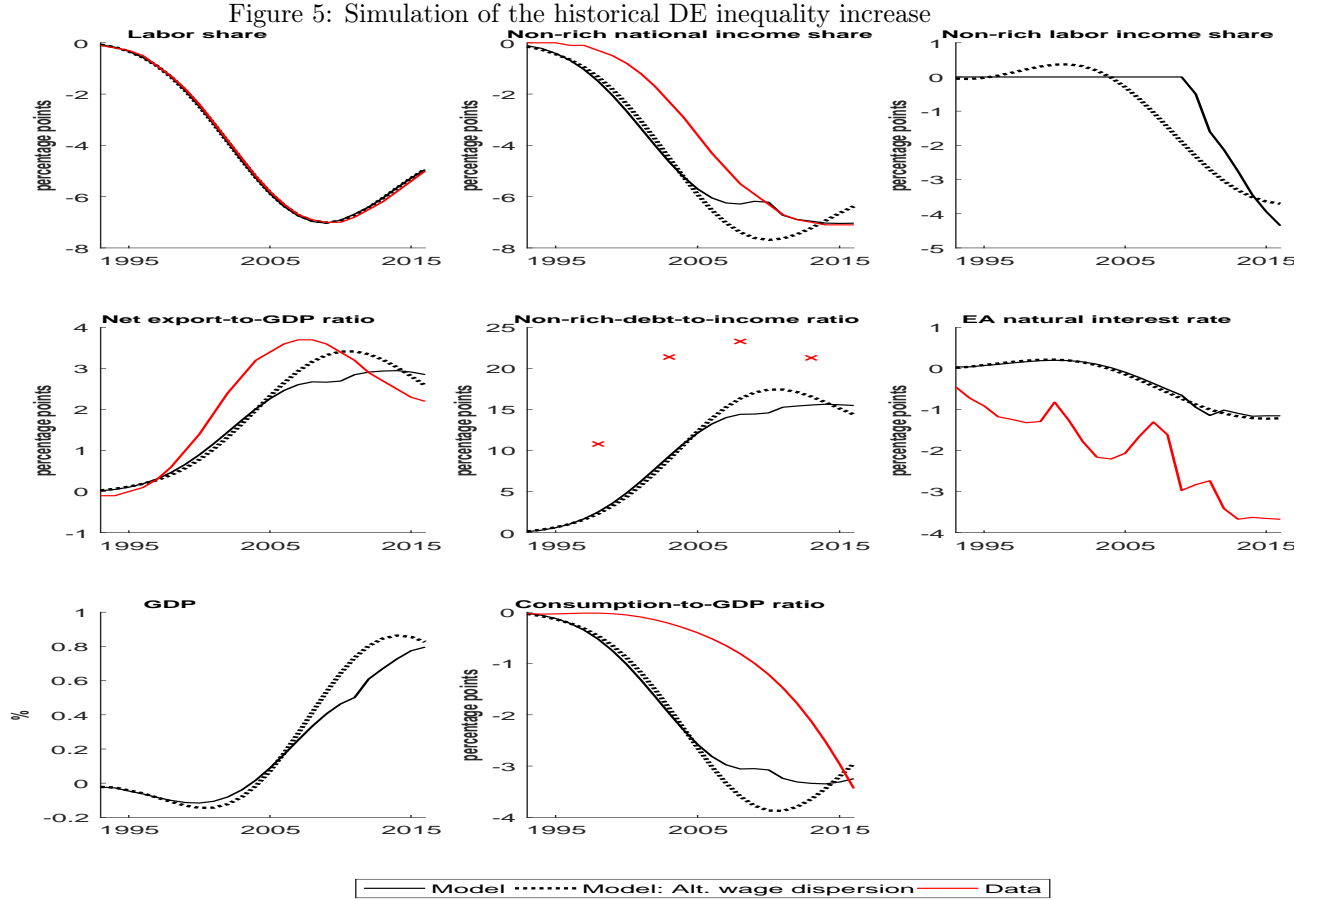 Figure 5: Simulation of the historical DE inequality increase
Labor share
Non-rich national income share
Non-rich labor income share
percentage points
0
-2
-4
-6
-8
1995 2005 2015
percentage points
0
-2
-4
-6
-8
1995 2005 2015
percentage points
1
0
-1
-2
-3
-4
-5
1995 2005 2015
Net export-to-GDP ratio
Non-rich-debt-to-income ratio
EA natural interest rate
percentage points
4
3
2
1
0
-1
1995 2005 2015
25
20
15
10
5
0
1995 2005 2015
percentage points
1
0
-1
-2
-3
-4
1995 2005 2015
GDP
Consumption-to-GDP ratio
%
1
0.8
0.6
0.4
0.2
0
-0.2
1995 2005 2015
percentage points
0
-1
-2
-3
-4
1995 2005 2015
Model Model: Alt. wage dispersion Data